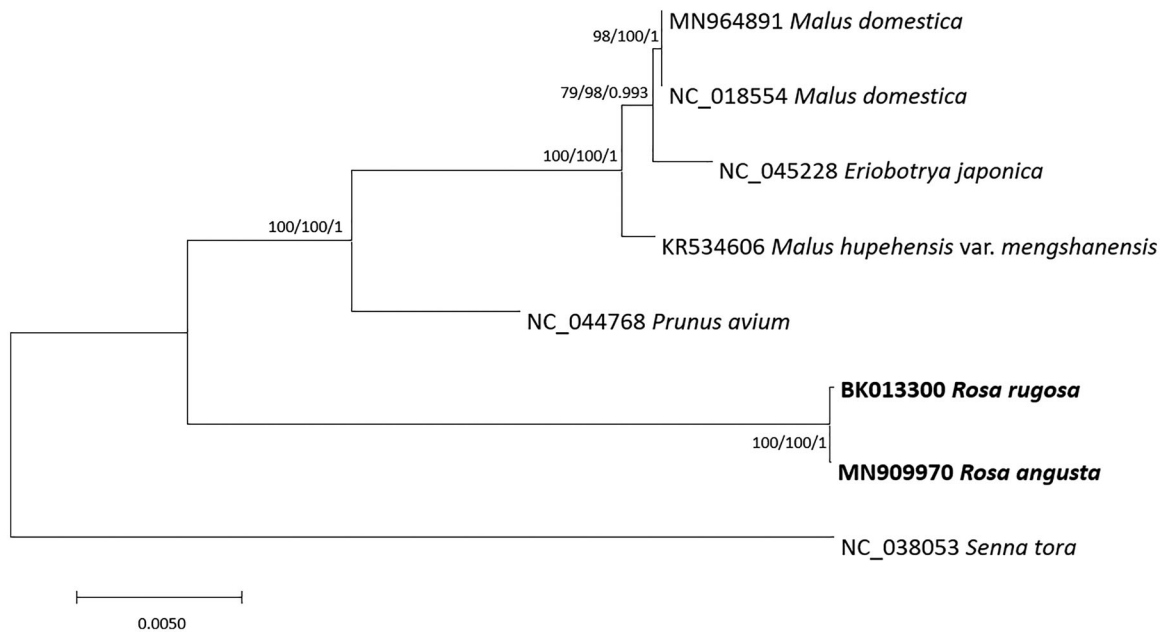 MN964891 Malus domestica
98/100/1
79/98/0.993
NC_018554 Malus domestica
100/100/1
NC_045228 Eriobotrya japonica
100/100/1
KR534606 Malus hupehensis var. mengshanensis
NC_044768 Prunus avium
BK013300 Rosa rugosa
100/100/1
MN909970 Rosa angusta
NC_038053 Senna tora
0.0050